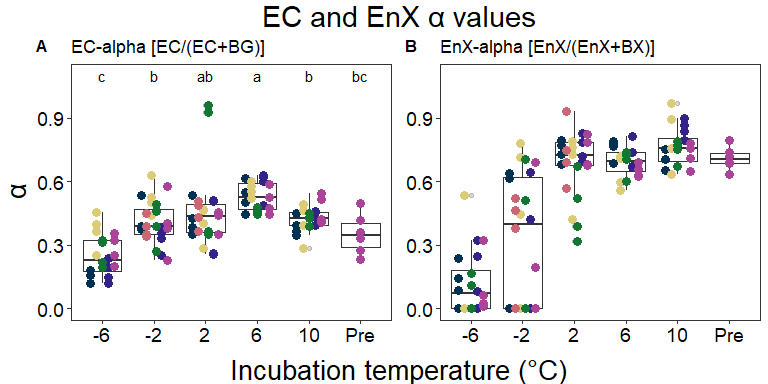 EC and EnX α values
A EC-alpha [EC/(EC+BG)]
B EnX-alpha [EnX/(EnX+BX)]
c b ab a b bc
α
0.9
0.6
0.3
0.0
-6 -2 2 6 10 Pre
0.9
0.6
0.3
0.0
-6 -2 2 6 10 Pre
Incubation temperature (°C)